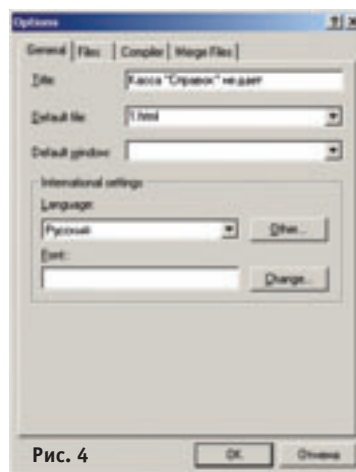 Options
General Files Compiler Merge Files
Title:
Касса "Справок" не дает
Default file:
1.html
Default window:
International settings
Language:
Русский
Other...
Font:
Change...
OK
Отмена
Рис. 4